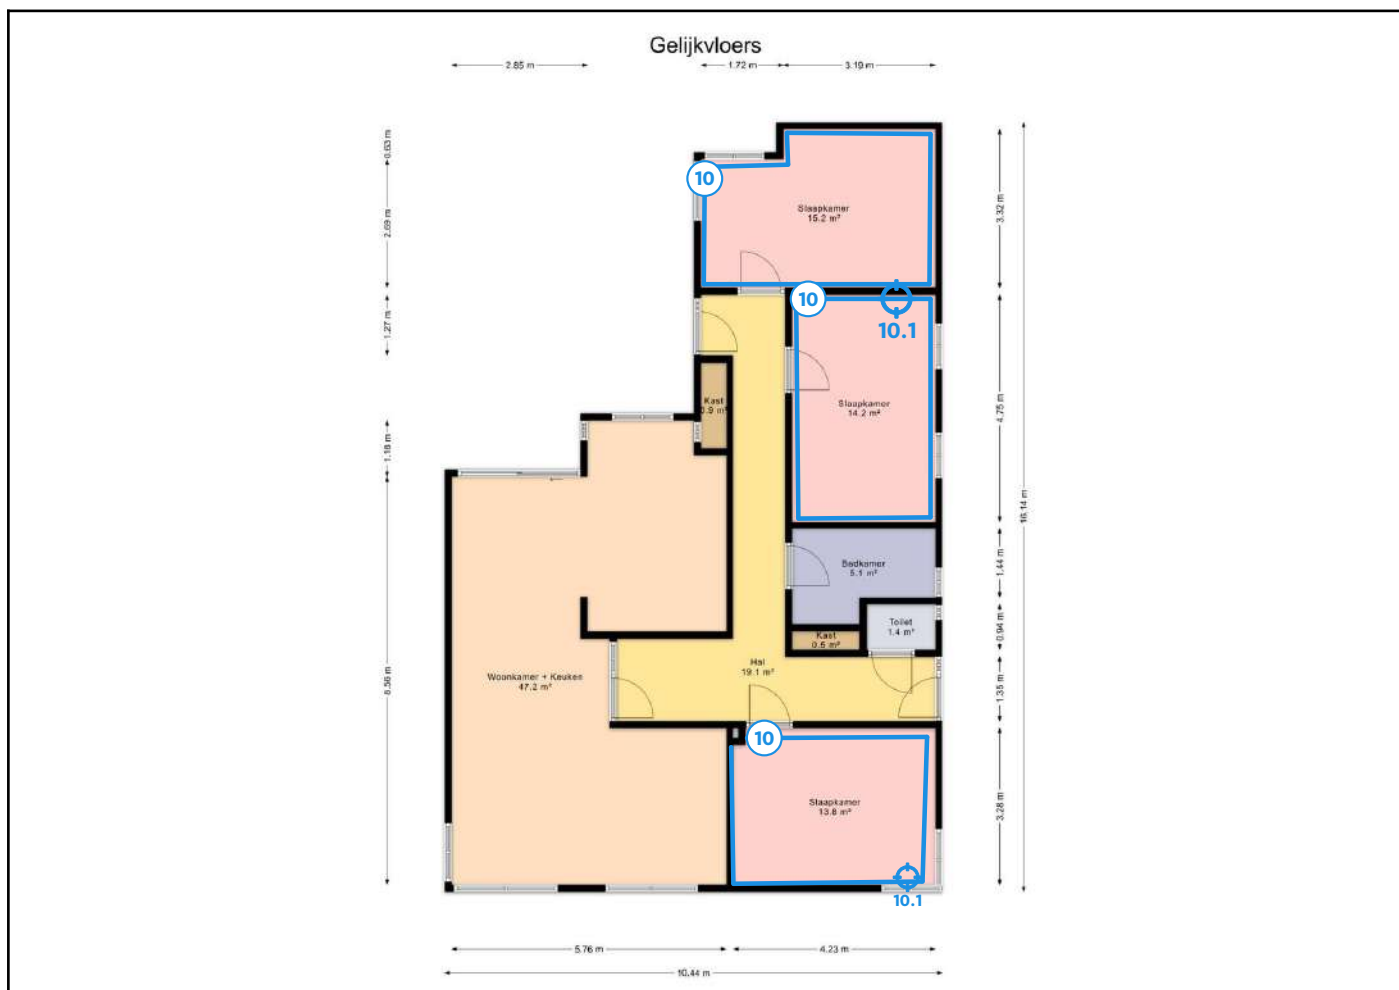 Gelijkvloers
2.85 m
1.72 m
3.19 m
0.63 m
2.69 m
1.27 m
1.18 m
8.56 m
10
Slaapkamer
15.2 m²
3.32 m
10
10.1
Kast
0.9 m²
Slaapkamer
14.2 m²
4.75 m
16.14 m
Badkamer
5.1 m²
1.44 m
Toilet
1.4 m²
0.94 m
Kast
0.5 m²
Hal
19.1 m²
1.35 m
Woonkamer + Keuken
47.2 m²
10
Slaapkamer
13.8 m²
3.28 m
10.1
5.76 m
4.23 m
10.44 m